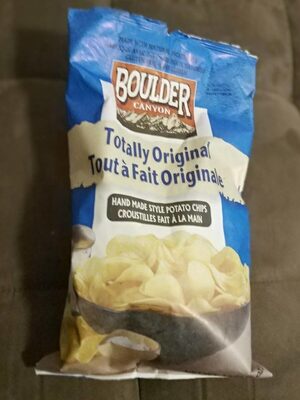 BOULDER
CANYON
Totally Original
Tout à Fait Originale
HAND MADE STYLE POTATO CHIPS
CROUSTILLES FAIT À LA MAIN